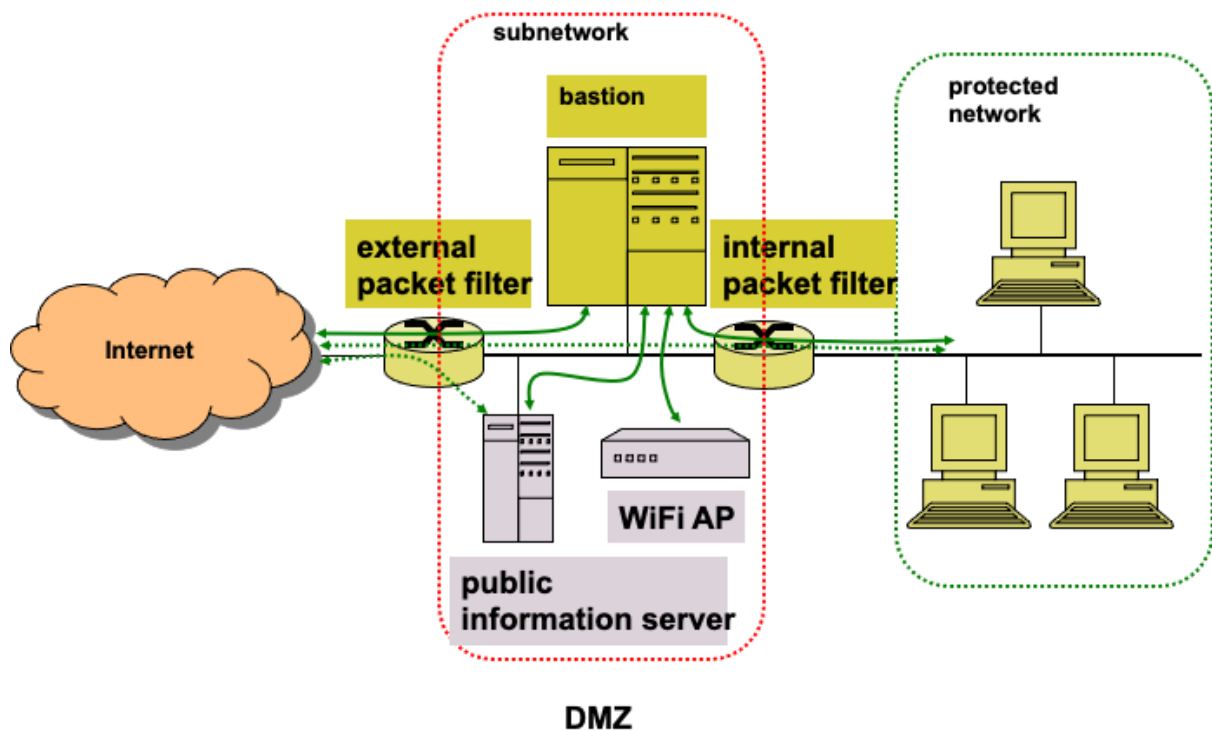 subnetwork
bastion
protected
network
external
packet filter
internal
packet filter
Internet
WiFi AP
public
information server
DMZ